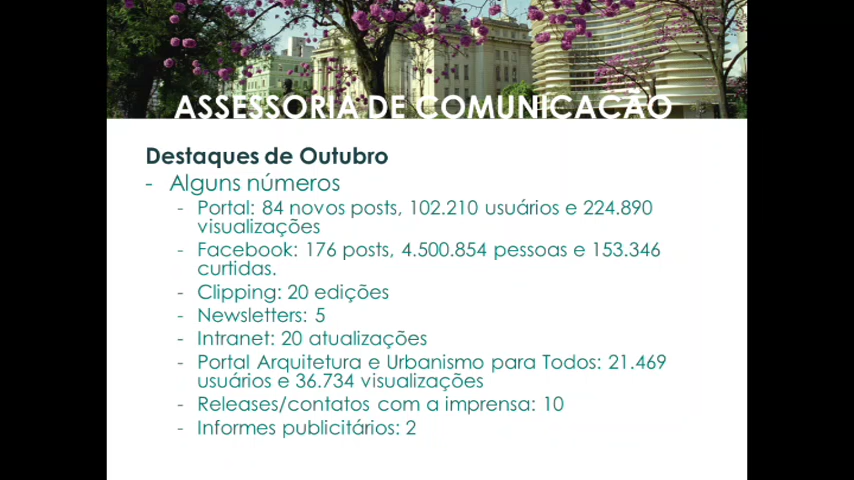 ASSESSORIA DE COMUNICAÇÃO
Destaques de Outubro
- Alguns números
- Portal: 84 novos posts, 102.210 usuários e 224.890
visualizações
- Facebook: 176 posts, 4.500.854 pessoas e 153.346
curtidas.
- Clipping: 20 edições
- Newsletters: 5
- Intranet: 20 atualizações
- Portal Arquitetura e Urbanismo para Todos: 21.469
usuários e 36.734 visualizações
- Releases/contatos com a imprensa: 10
- Informes publicitários: 2